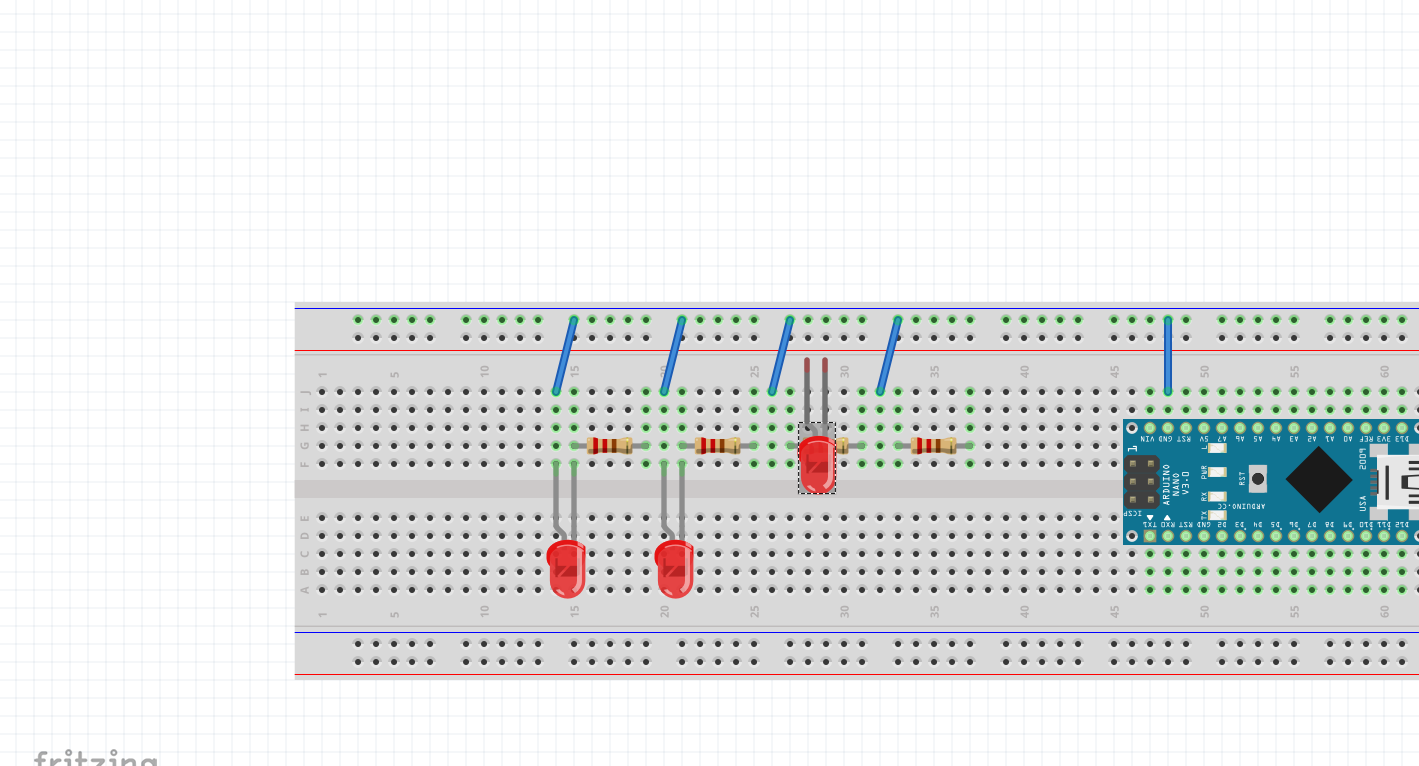 1 5 10 15 20 25 30 35 40 45 50 55 60
J
I
H
G
F
VIN GND RST 5V A7 A6 A5 A4 A3 A2 A1 A0 REF 3V3 D13
1
L
PWR
RX
TX
ARDUINO
NANO
V3.0
RST
ARDUINO.CC
USA
ICSP
TX1 RX0 RST GND D2 D3 D4 D5 D6 D7 D8 D9 D10 D11 D12
E
D
C
B
A
1 5 10 15 20 25 30 35 40 45 50 55 60
fritzing